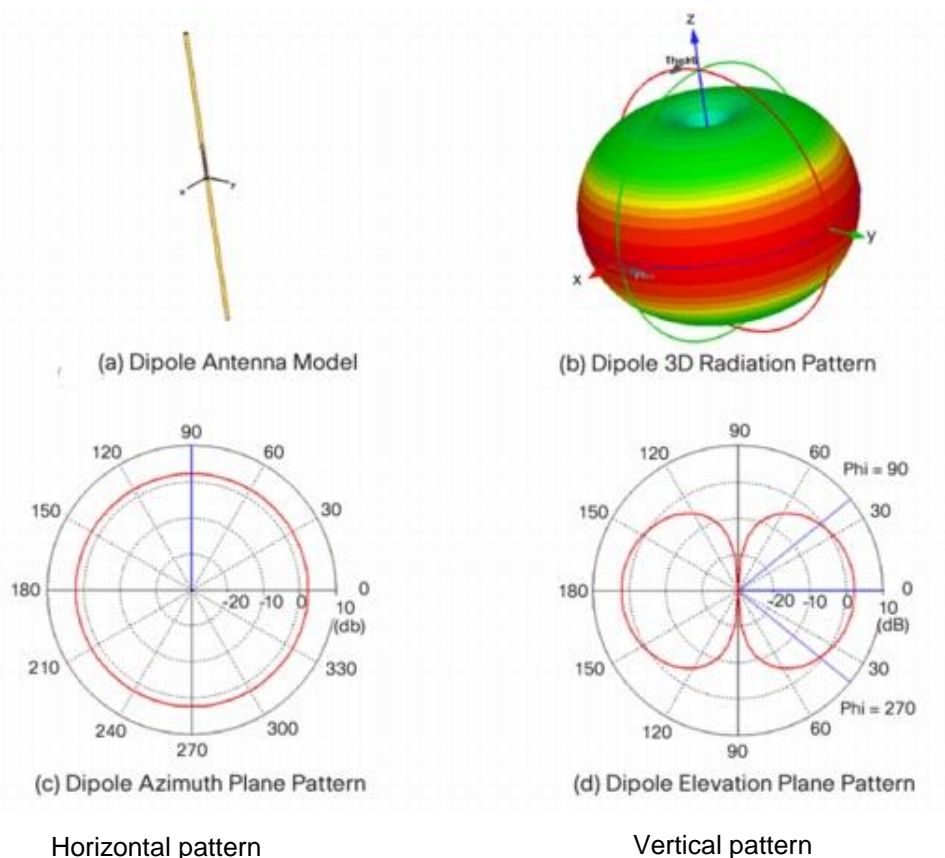 z
Theta
x
y
y
x
Phi
(a) Dipole Antenna Model
(b) Dipole 3D Radiation Pattern
90
120
60
150
30
180
-20
-10
0
10
0
(db)
210
330
240
300
270
(c) Dipole Azimuth Plane Pattern
90
120
60
Phi = 90
150
30
180
-20
-10
0
10
0
(dB)
150
30
Phi = 270
120
60
90
(d) Dipole Elevation Plane Pattern
Horizontal pattern
Vertical pattern